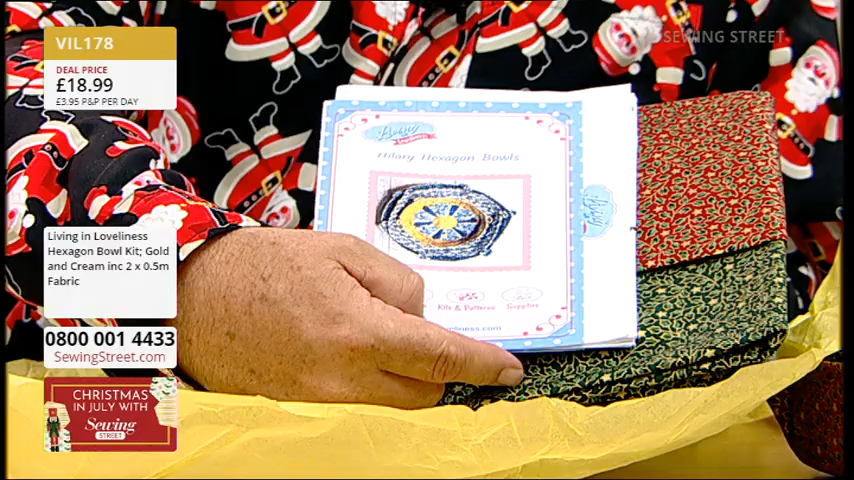 VIL178
DEAL PRICE
£18.99
£3.95 P&P PER DAY
SEWING STREET
Hilary Hexagon Bowls
Living in Loveliness
Hexagon Bowl Kit; Gold
and Cream inc 2 x 0.5m
Fabric
Kits & Patterns
Supplies
0800 001 4433
SewingStreet.com
CHRISTMAS
IN JULY WITH
Sewing
STREET